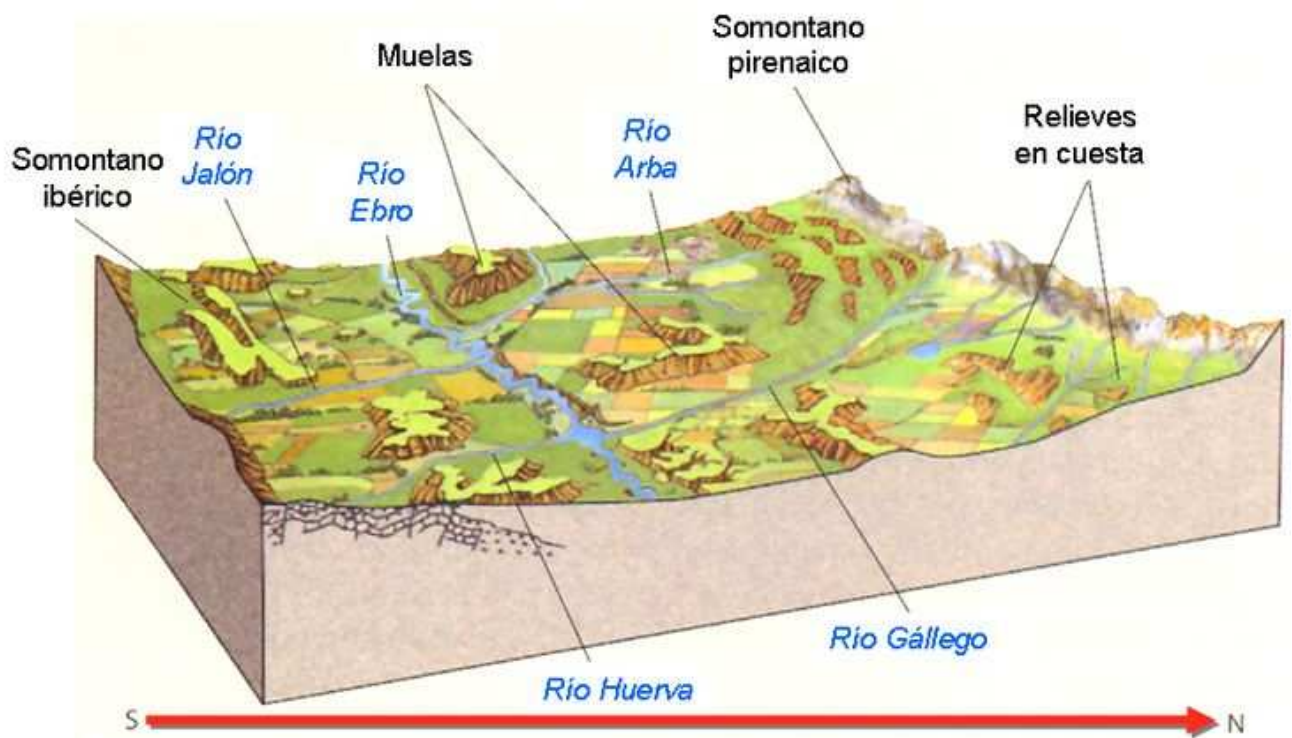 Somontano
pirenaico
Muelas
Relieves
en cuesta
Río
Arba
Río
Jalón
Somontano
ibérico
Río
Ebro
Río Gállego
Río Huerva
S
N